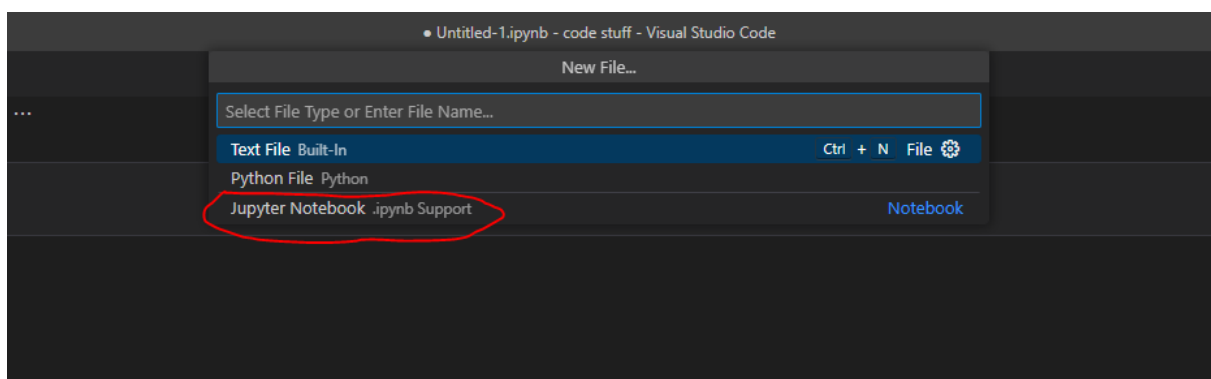 ● Untitled-1.ipynb - code stuff - Visual Studio Code
New File...
...
Select File Type or Enter File Name...
Text File Built-In Ctrl + N File
Python File Python
Jupyter Notebook .ipynb Support Notebook